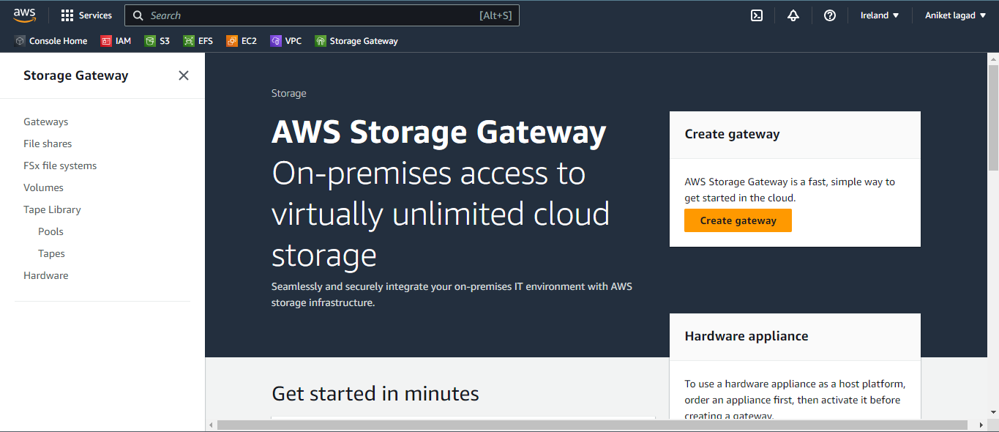 aws
Services
Search
[Alt+S]
Ireland ▼
Aniket lagad ▼
Console Home
IAM
S3
EFS
EC2
VPC
Storage Gateway
Storage Gateway
Gateways
File shares
FSx file systems
Volumes
Tape Library
Pools
Tapes
Hardware
Storage
AWS Storage Gateway
On-premises access to
virtually unlimited cloud
storage
Seamlessly and securely integrate your on-premises IT environment with AWS
storage infrastructure.
Create gateway
AWS Storage Gateway is a fast, simple way to
get started in the cloud.
Create gateway
Hardware appliance
To use a hardware appliance as a host platform,
order an appliance first, then activate it before
creating a gateway.
Get started in minutes